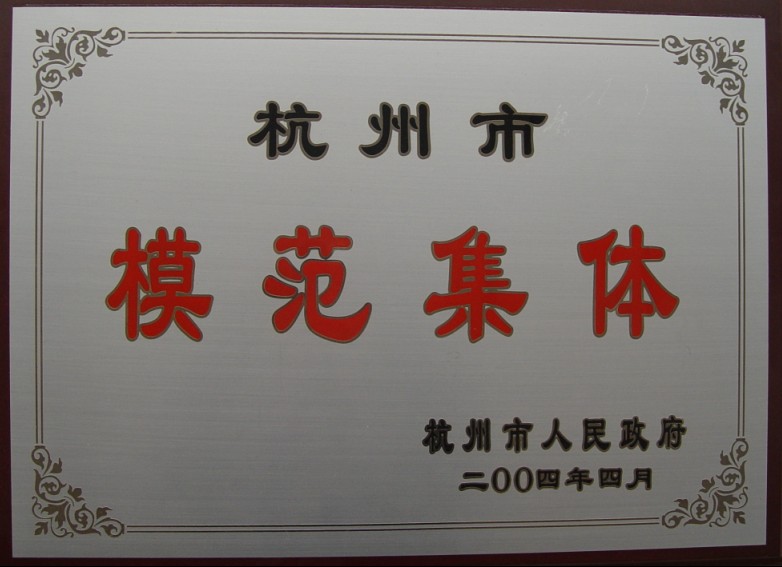 杭州市
模范集体
杭州市人民政府
二00四年四月